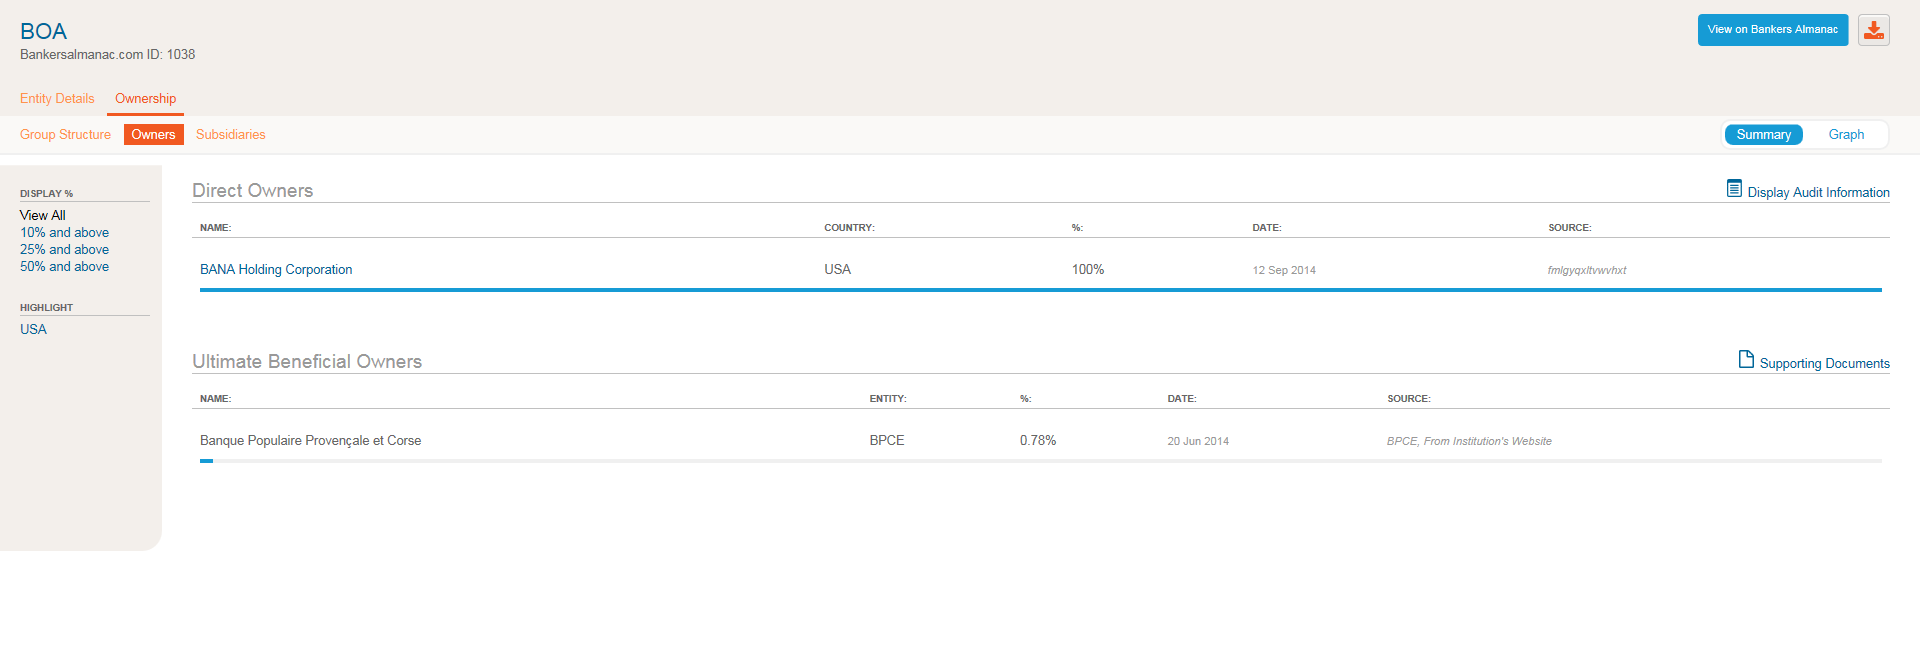 BOA
Bankersalmanac.com ID: 1038
View on Bankers Almanac
Entity Details Ownership
Group Structure Owners Subsidiaries
Summary Graph
DISPLAY %
View All
10% and above
25% and above
50% and above
HIGHLIGHT
USA
Direct Owners
Display Audit Information
NAME: COUNTRY: %: DATE: SOURCE:
BANA Holding Corporation USA 100% 12 Sep 2014 fmlgyqxltvwvhxt
Ultimate Beneficial Owners
Supporting Documents
NAME: ENTITY: %: DATE: SOURCE:
Banque Populaire Provençale et Corse BPCE 0.78% 20 Jun 2014 BPCE, From Institution's Website